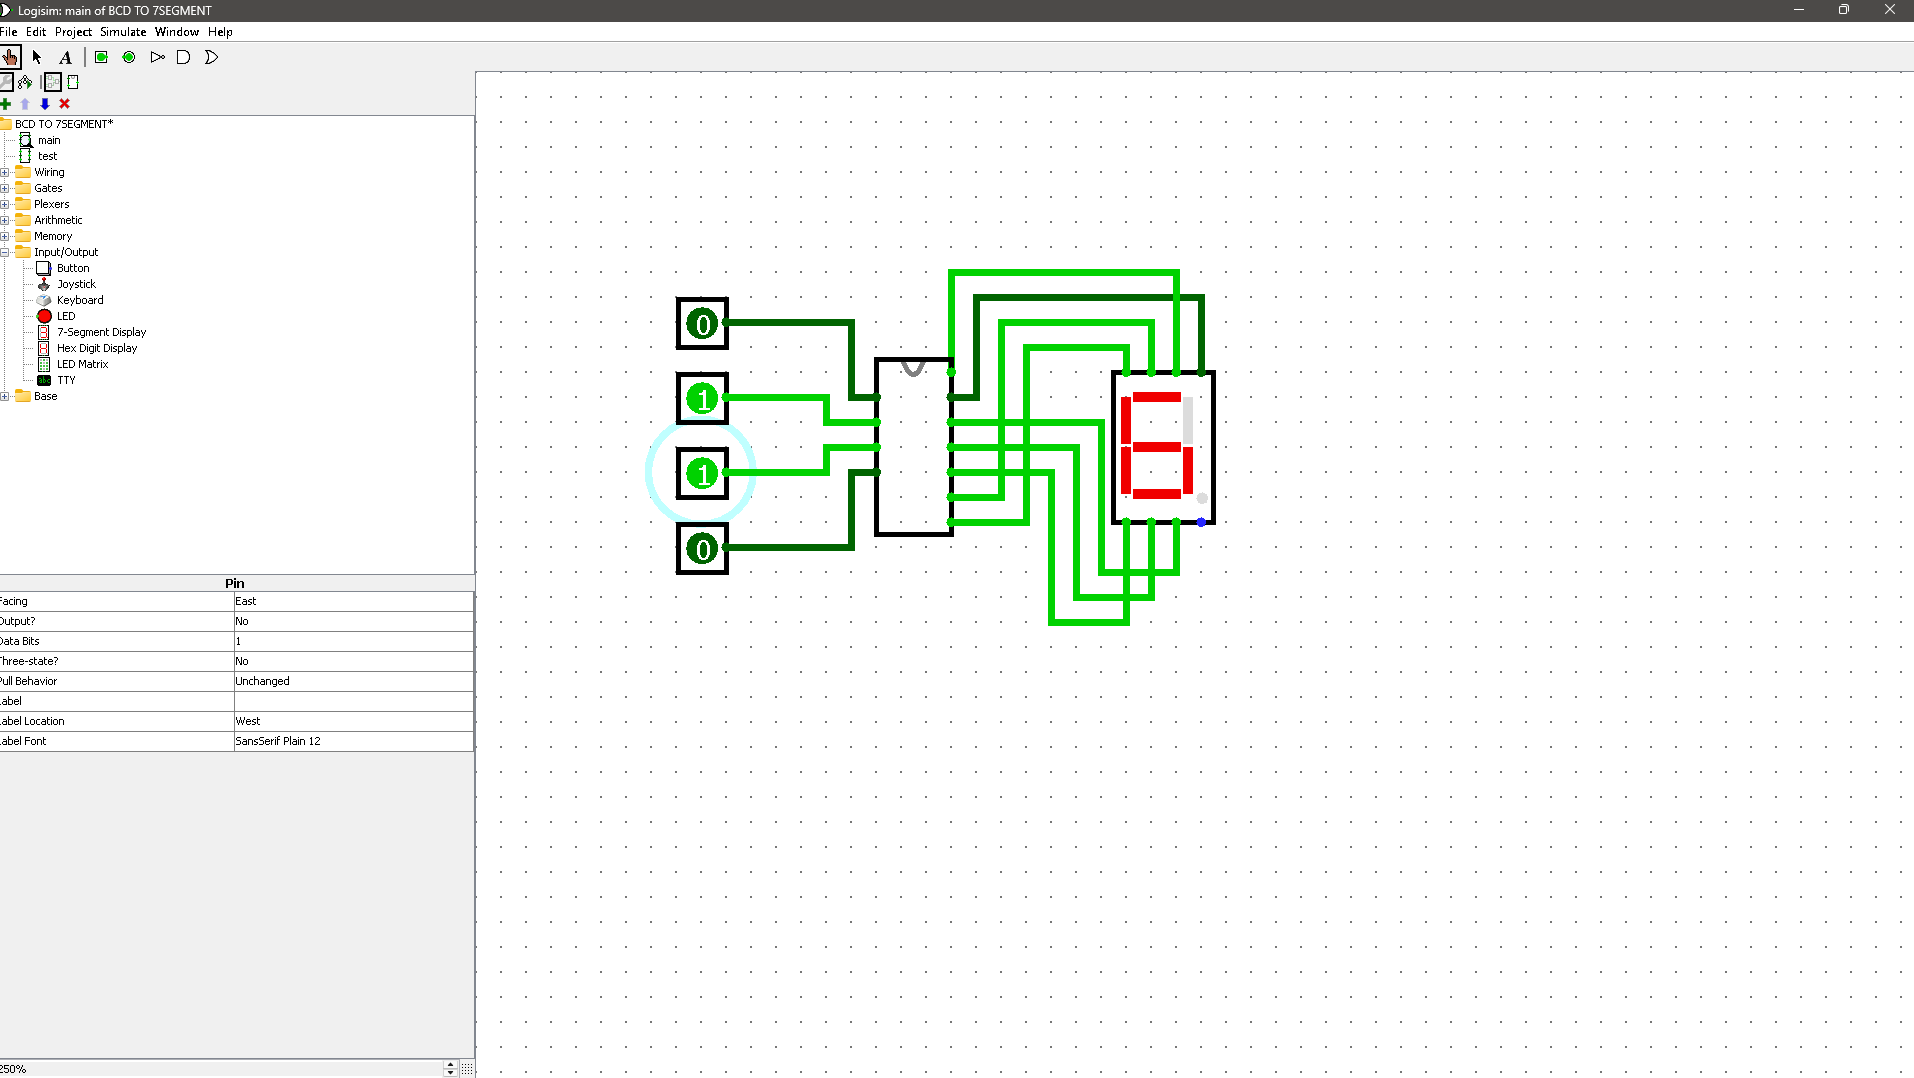 Logisim: main of BCD TO 7SEGMENT
File Edit Project Simulate Window Help
A
BCD TO 7SEGMENT*
main
test
Wiring
Gates
Plexers
Arithmetic
Memory
Input/Output
Button
Joystick
Keyboard
LED
7-Segment Display
Hex Digit Display
LED Matrix
TTY
Base
0
1
1
0
6
Pin
Facing East
Output? No
Data Bits 1
Three-state? No
Pull Behavior Unchanged
Label
Label Location West
Label Font SansSerif Plain 12
250%